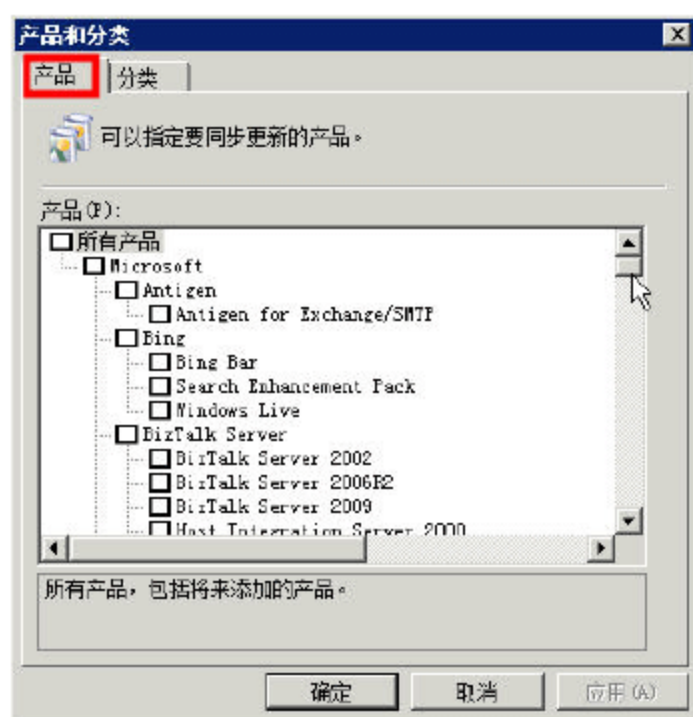 产品和分类
产品 分类
可以指定要同步更新的产品。
产品(P):
所有产品
Microsoft
Antigen
Antigen for Exchange/SMTP
Bing
Bing Bar
Search Enhancement Pack
Windows Live
BizTalk Server
BizTalk Server 2002
BizTalk Server 2006R2
BizTalk Server 2009
Host Integration Server 2000
所有产品，包括将来添加的产品。
确定 取消 应用(A)